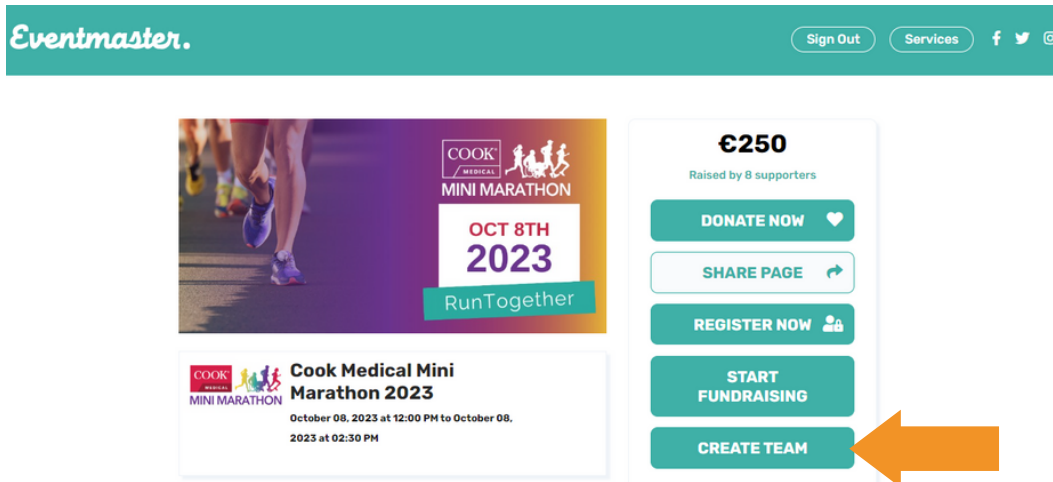 Eventmaster.
Sign Out
Services
COOK
MEDICAL
MINI MARATHON
OCT 8TH
2023
RunTogether
COOK
MEDICAL
MINI MARATHON
Cook Medical Mini
Marathon 2023
October 08, 2023 at 12:00 PM to October 08,
2023 at 02:30 PM
€250
Raised by 8 supporters
DONATE NOW
SHARE PAGE
REGISTER NOW
START
FUNDRAISING
CREATE TEAM